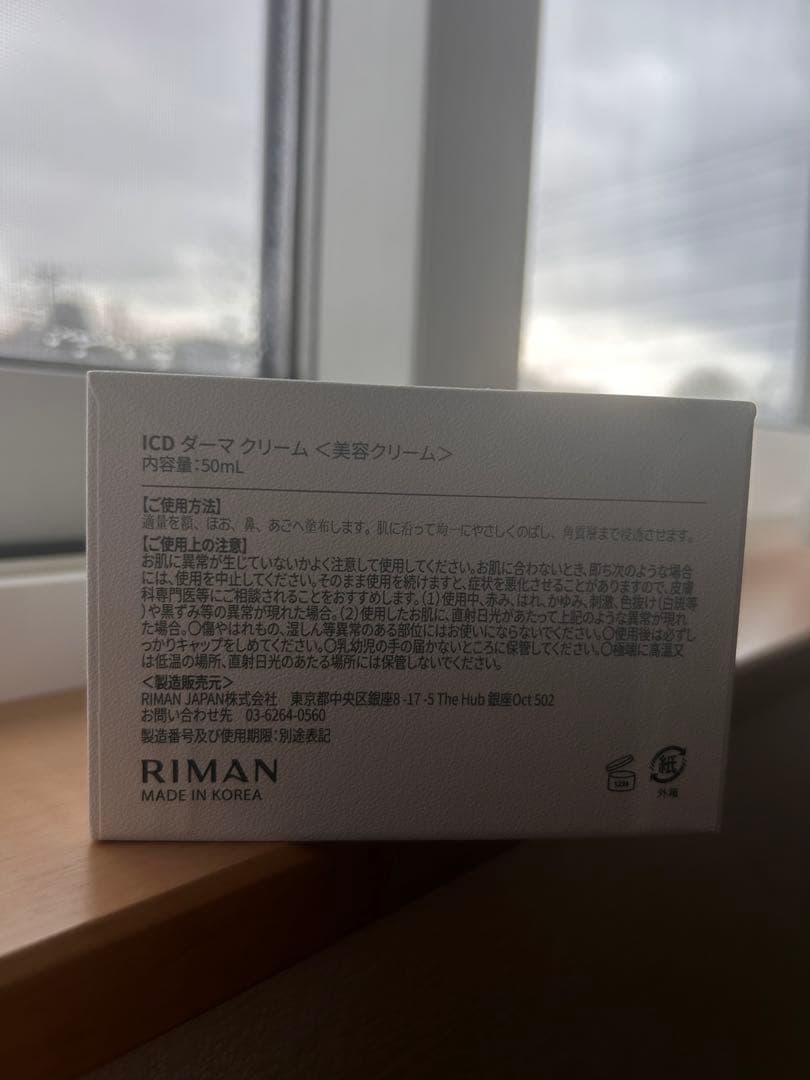 ICD ダーマ クリーム <美容クリーム>
内容量:50mL
【ご使用方法】
適量を額、ほお、鼻、あごへ塗布します。肌に沿って均一にやさしくのばし、角質層まで浸透させます。
【ご使用上の注意】
お肌に異常が生じていないかよく注意して使用してください。お肌に合わないとき、即ち次のような場合
には、使用を中止してください。そのまま使用を続けますと、症状を悪化させることがありますので、皮膚
科専門医等にご相談されることをおすすめします。(1)使用中、赤み、はれ、かゆみ、刺激、色抜け(白斑等
)や黒ずみ等の異常が現れた場合。(2)使用したお肌に、直射日光があたって上記のような異常が現れ
た場合。〇傷やはれもの、湿しん等異常のある部位にはお使いにならないでください。〇使用後は必ずし
っかりキャップをしめてください。〇乳幼児の手の届かないところに保管してください。〇極端に高温又
は低温の場所、直射日光のあたる場所には保管しないでください。
<製造販売元>
RIMAN JAPAN株式会社 東京都中央区銀座8 -17 -5 The Hub 銀座Oct 502
お問い合わせ先 03-6264-0560
製造番号及び使用期限:別途表記
RIMAN
MADE IN KOREA
12M
紙
外箱